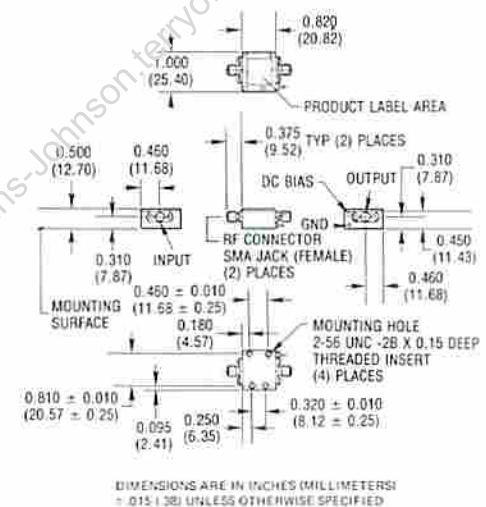 0.820
(20.82)
1.000
(25.40)
PRODUCT LABEL AREA
0.375 TYP (2) PLACES
(9.52)
0.500
(12.70)
0.460
(11.68)
DC BIAS
OUTPUT
0.310
(7.87)
GND
0.310
(7.87)
INPUT
RF CONNECTOR
SMA JACK (FEMALE)
(2) PLACES
0.450
(11.43)
0.460
(11.68)
MOUNTING
SURFACE
0.460 ± 0.010
(11.68 ± 0.25)
0.180
(4.57)
MOUNTING HOLE
2-56 UNC -2B X 0.15 DEEP
THREADED INSERT
(4) PLACES
0.810 ± 0.010
(20.57 ± 0.25)
0.095
(2.41)
0.250
(6.35)
0.320 ± 0.010
(8.12 ± 0.25)
DIMENSIONS ARE IN INCHES (MILLIMETERS)
± .015 (.38) UNLESS OTHERWISE SPECIFIED
ns-Johnson terryo